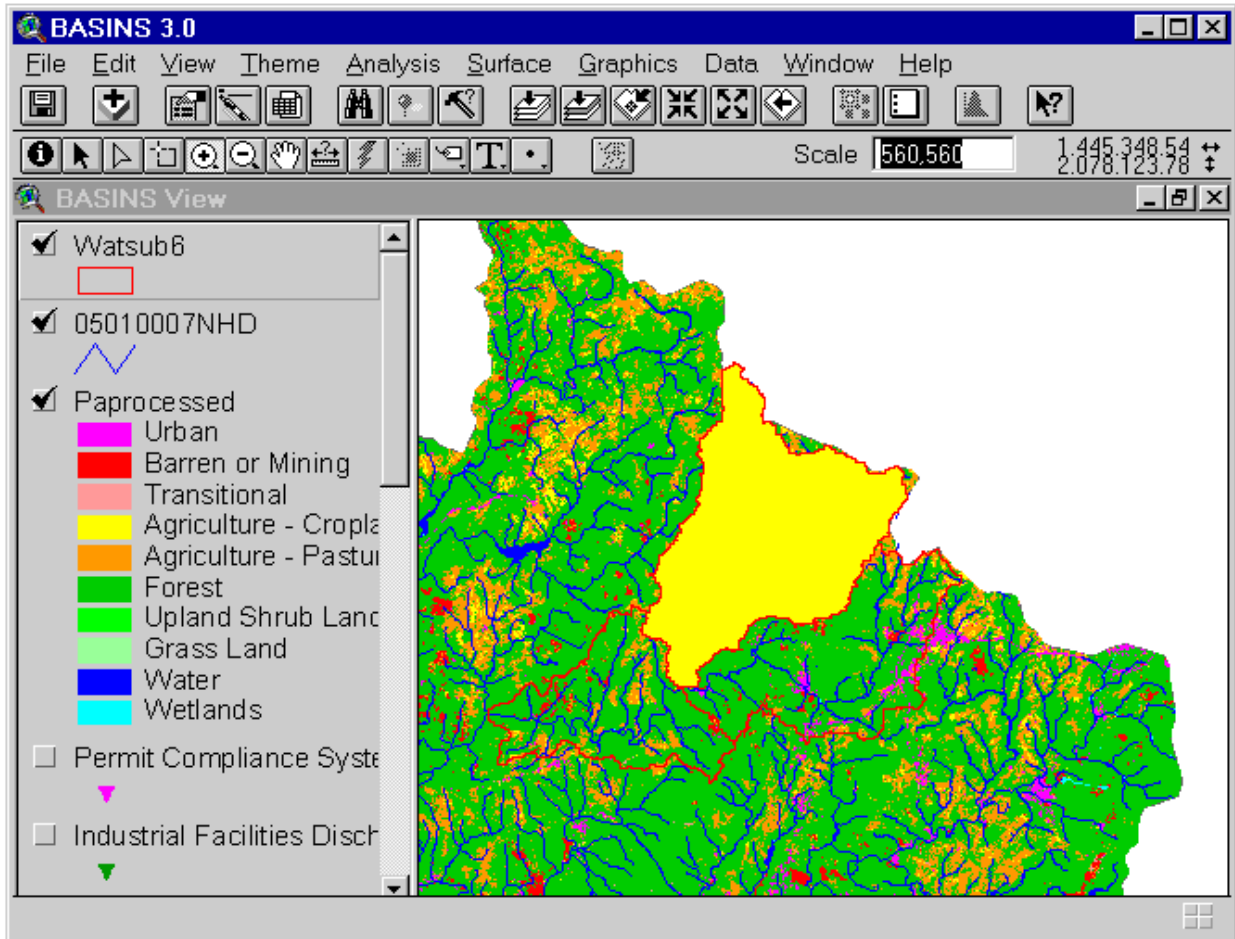 BASINS 3.0
File Edit View Theme Analysis Surface Graphics Data Window Help
Scale 560,560 1,445,348.54
2,078,123.78
BASINS View
Watsub6
05010007NHD
Paprocessed
Urban
Barren or Mining
Transitional
Agriculture - Cropla
Agriculture - Pastur
Forest
Upland Shrub Land
Grass Land
Water
Wetlands
Permit Compliance Syste
Industrial Facilities Disch